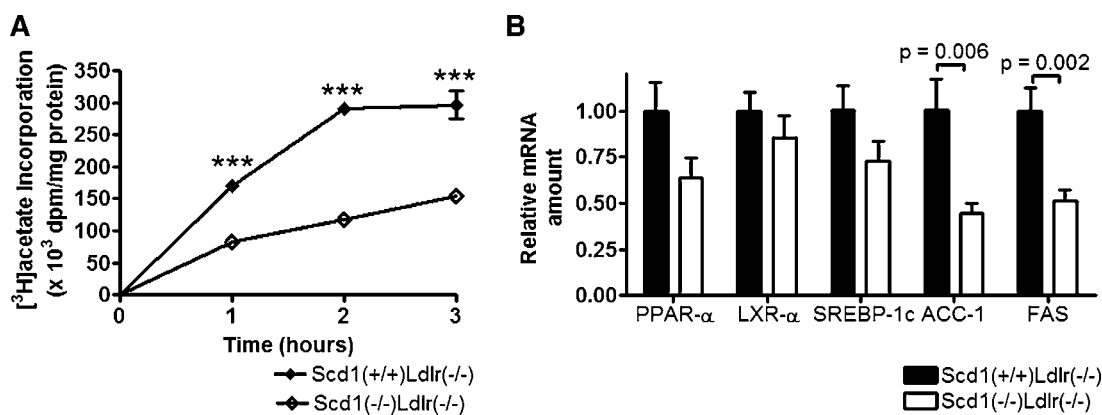 A
[³H]acetate Incorporation
(x 10³ dpm/mg protein)
350
300
250
200
150
100
50
0
***
***
***
0
1
2
3
Time (hours)
Scd1(+/+)Ldlr(-/-)
Scd1(-/-)Ldlr(-/-)
B
Relative mRNA
amount
1.00
0.75
0.50
0.25
0.00
p = 0.006
p = 0.002
PPAR-α
LXR-α
SREBP-1c
ACC-1
FAS
Scd1(+/+)Ldlr(-/-)
Scd1(-/-)Ldlr(-/-)